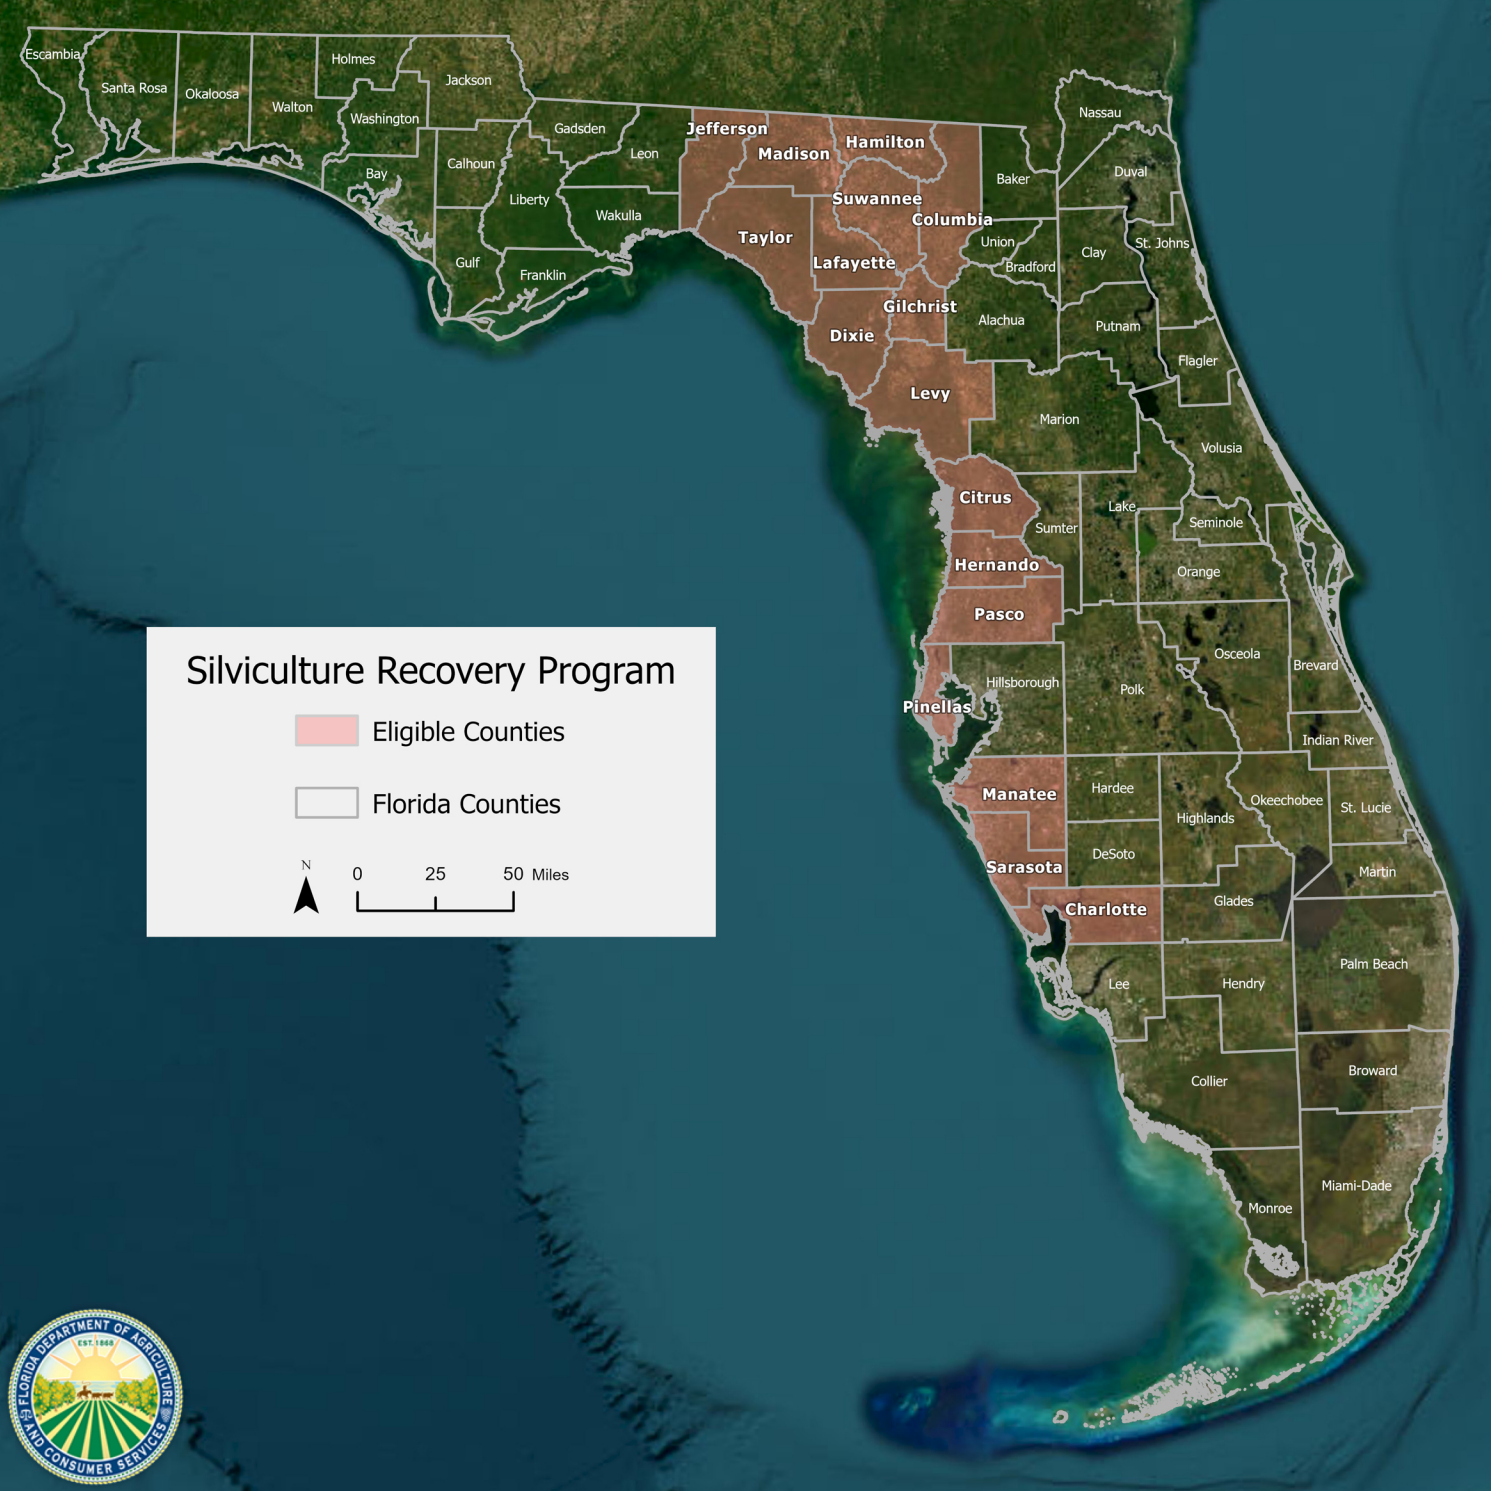 Escambia
Santa Rosa
Okaloosa
Walton
Holmes
Washington
Jackson
Bay
Calhoun
Gulf
Liberty
Gadsden
Leon
Wakulla
Franklin
Jefferson
Madison
Hamilton
Suwannee
Columbia
Taylor
Lafayette
Gilchrist
Dixie
Levy
Baker
Nassau
Duval
Union
Bradford
Clay
St. Johns
Alachua
Putnam
Flagler
Marion
Volusia
Citrus
Sumter
Lake
Seminole
Orange
Hernando
Pasco
Pinellas
Hillsborough
Polk
Osceola
Brevard
Indian River
Manatee
Hardee
Highlands
Okeechobee
St. Lucie
Sarasota
DeSoto
Martin
Charlotte
Glades
Lee
Hendry
Palm Beach
Collier
Broward
Monroe
Miami-Dade
Silviculture Recovery Program
Eligible Counties
Florida Counties
N
0 25 50 Miles
FLORIDA DEPARTMENT OF AGRICULTURE
AND CONSUMER SERVICES
EST. 1868